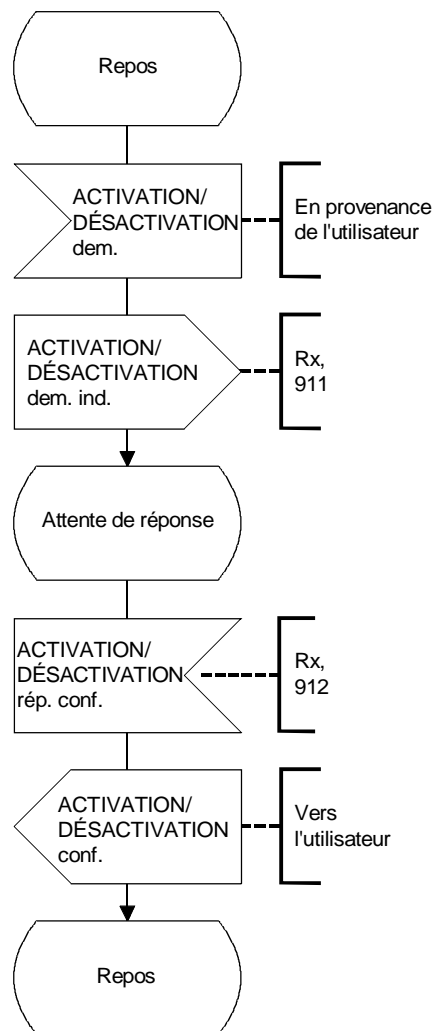 Repos
ACTIVATION/
DÉSACTIVATION
dem.
En provenance
de l'utilisateur
ACTIVATION/
DÉSACTIVATION
dem. ind.
Rx,
911
Attente de réponse
ACTIVATION/
DÉSACTIVATION
rép. conf.
Rx,
912
ACTIVATION/
DÉSACTIVATION
conf.
Vers
l'utilisateur
Repos